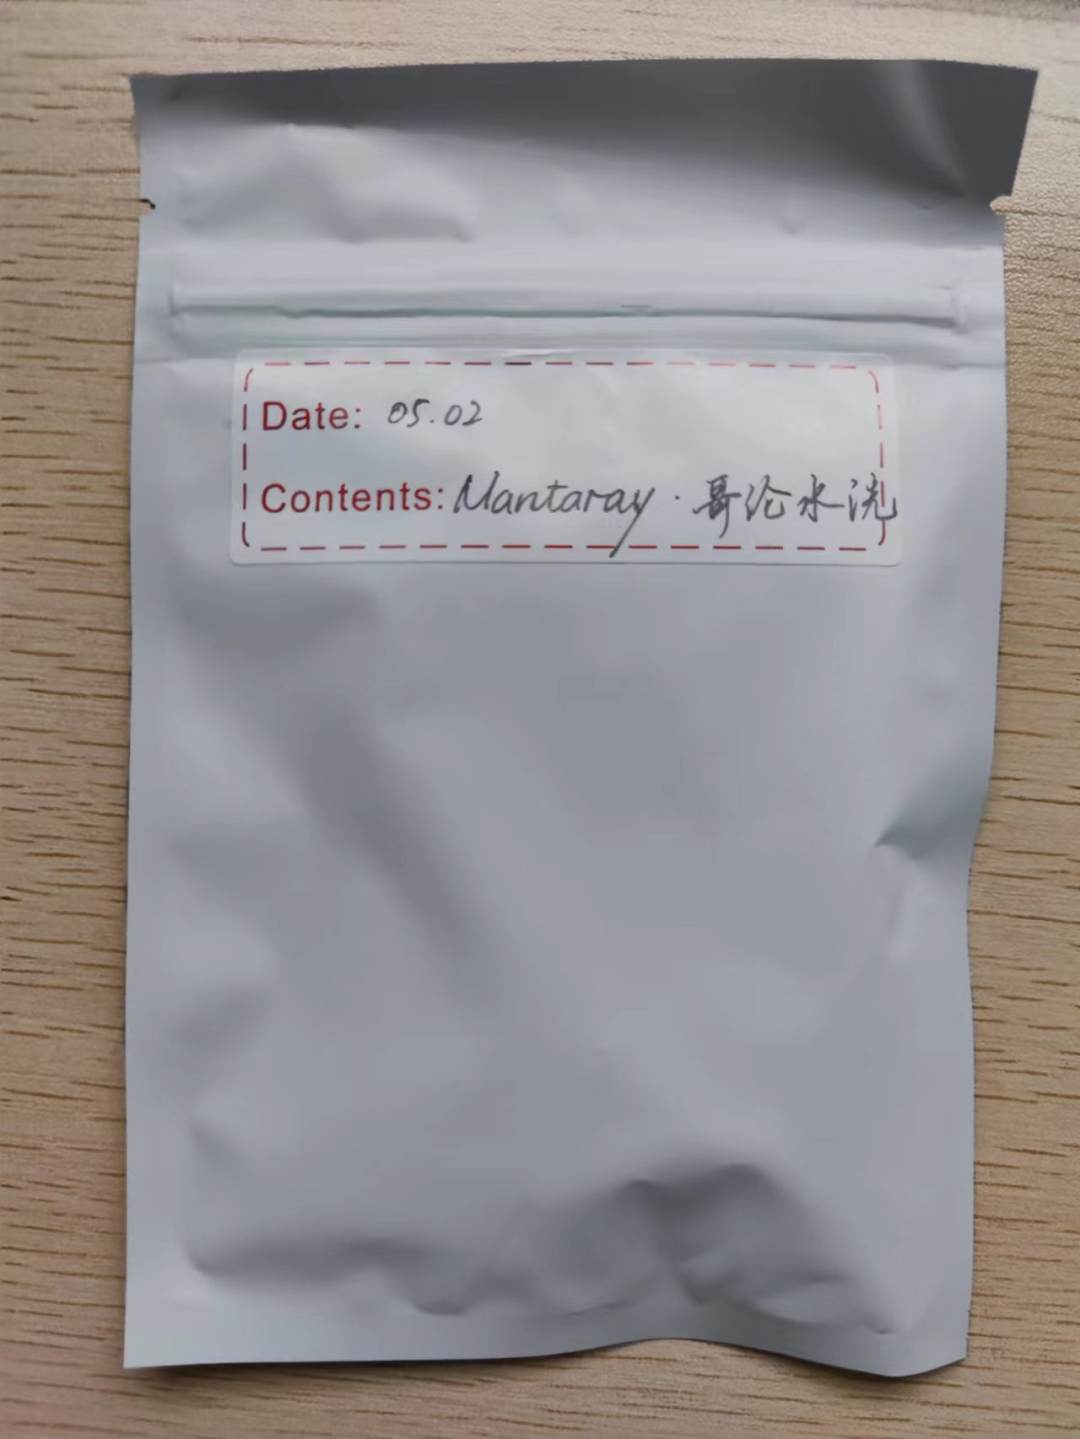 Date: 05.02
Contents: Mantaray · 哥伦水洗